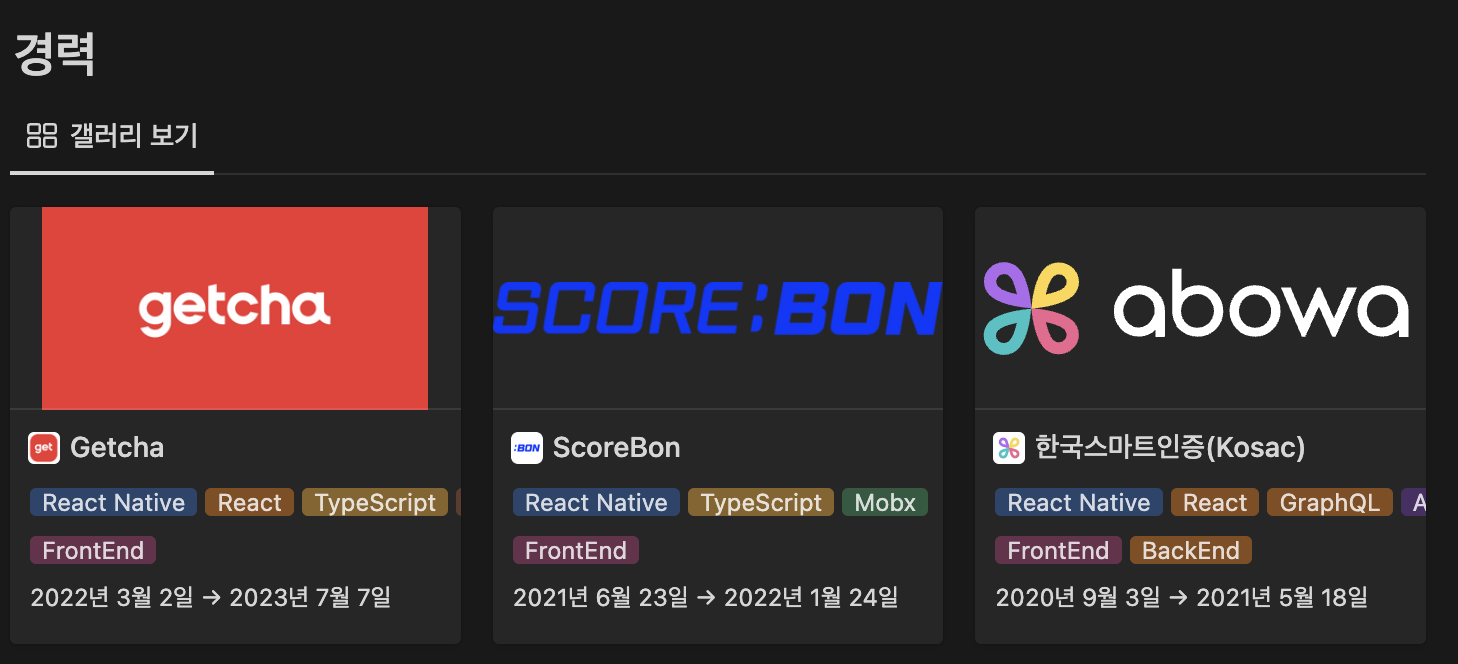 경력
갤러리 보기
getcha
SCORE:BON
abowa
get Getcha
:BON ScoreBon
한국스마트인증(Kosac)
React Native React TypeScript
React Native TypeScript Mobx
React Native React GraphQL A
FrontEnd
FrontEnd
FrontEnd BackEnd
2022년 3월 2일 → 2023년 7월 7일
2021년 6월 23일 → 2022년 1월 24일
2020년 9월 3일 → 2021년 5월 18일